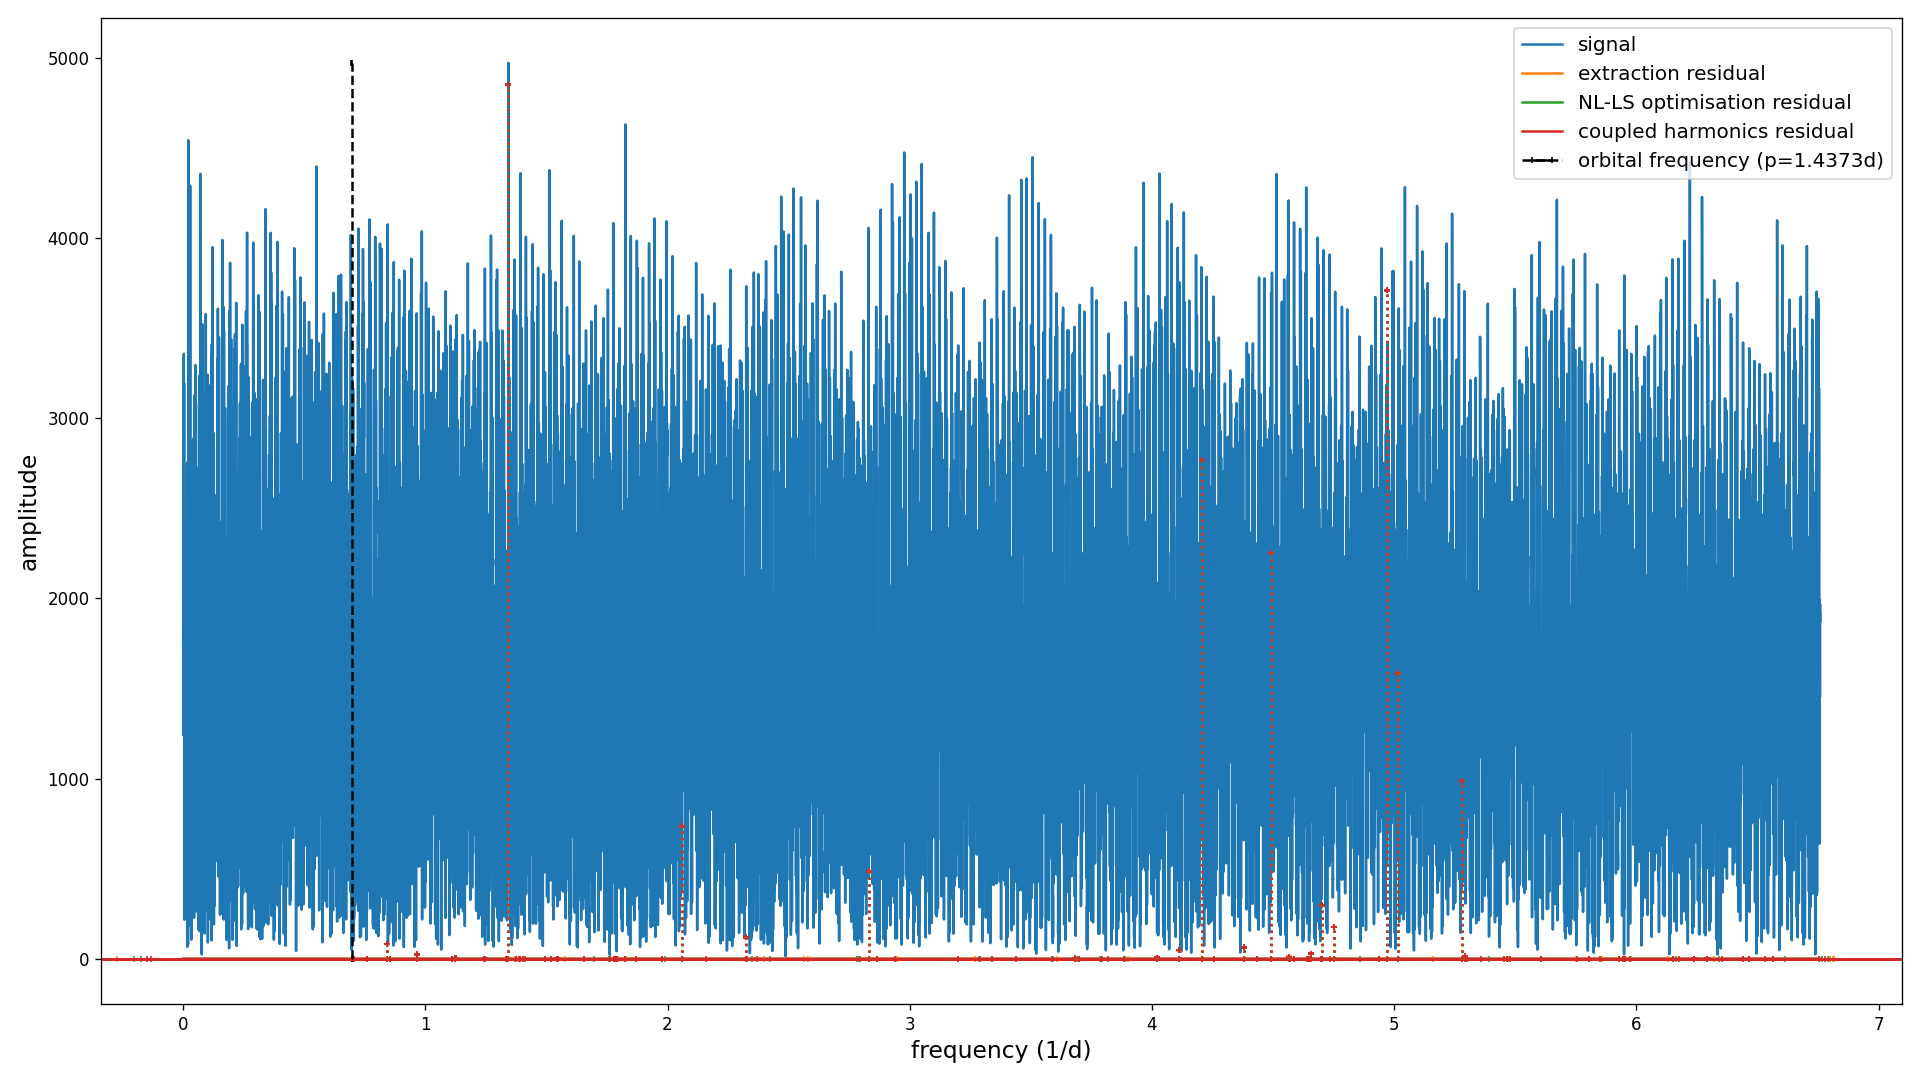 signal
extraction residual
NL-LS optimisation residual
coupled harmonics residual
orbital frequency (p=1.4373d)
amplitude
5000
4000
3000
2000
1000
0
0 1 2 3 4 5 6 7
frequency (1/d)